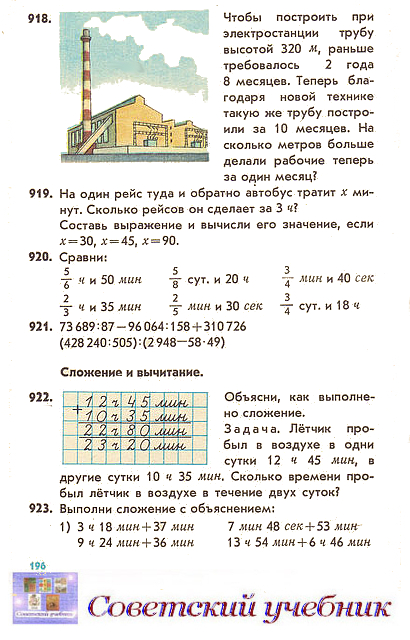 918. Чтобы построить при
электростанции трубу
высотой 320 м, раньше
требовалось 2 года
8 месяцев. Теперь бла-
годаря новой технике
такую же трубу постро-
или за 10 месяцев. На
сколько метров больше
делали рабочие теперь
за один месяц?
919. На один рейс туда и обратно автобус тратит x ми-
нут. Сколько рейсов он сделает за 3 ч?
Составь выражение и вычисли его значение, если
x=30, x=45, x=90.
920. Сравни:
5/6 ч и 50 мин 5/8 сут. и 20 ч 3/4 мин и 40 сек
2/3 ч и 35 мин 2/5 мин и 30 сек 3/4 сут. и 18 ч
921. 73 689:87−96 064:158+310 726
(428 240:505):(2 948−58·49)
Сложение и вычитание.
922. Объясни, как выполне-
но сложение.
Задача. Лётчик про-
был в воздухе в одни
сутки 12 ч 45 мин, в
другие сутки 10 ч 35 мин. Сколько времени про-
был лётчик в воздухе в течение двух суток?
12 ч 45 мин
+
10 ч 35 мин
22 ч 80 мин
23 ч 20 мин
923. Выполни сложение с объяснением:
1) 3 ч 18 мин+37 мин 7 мин 48 сек+53 мин
9 ч 24 мин+36 мин 13 ч 54 мин+6 ч 46 мин
196
Советский учебник
Советский учебник